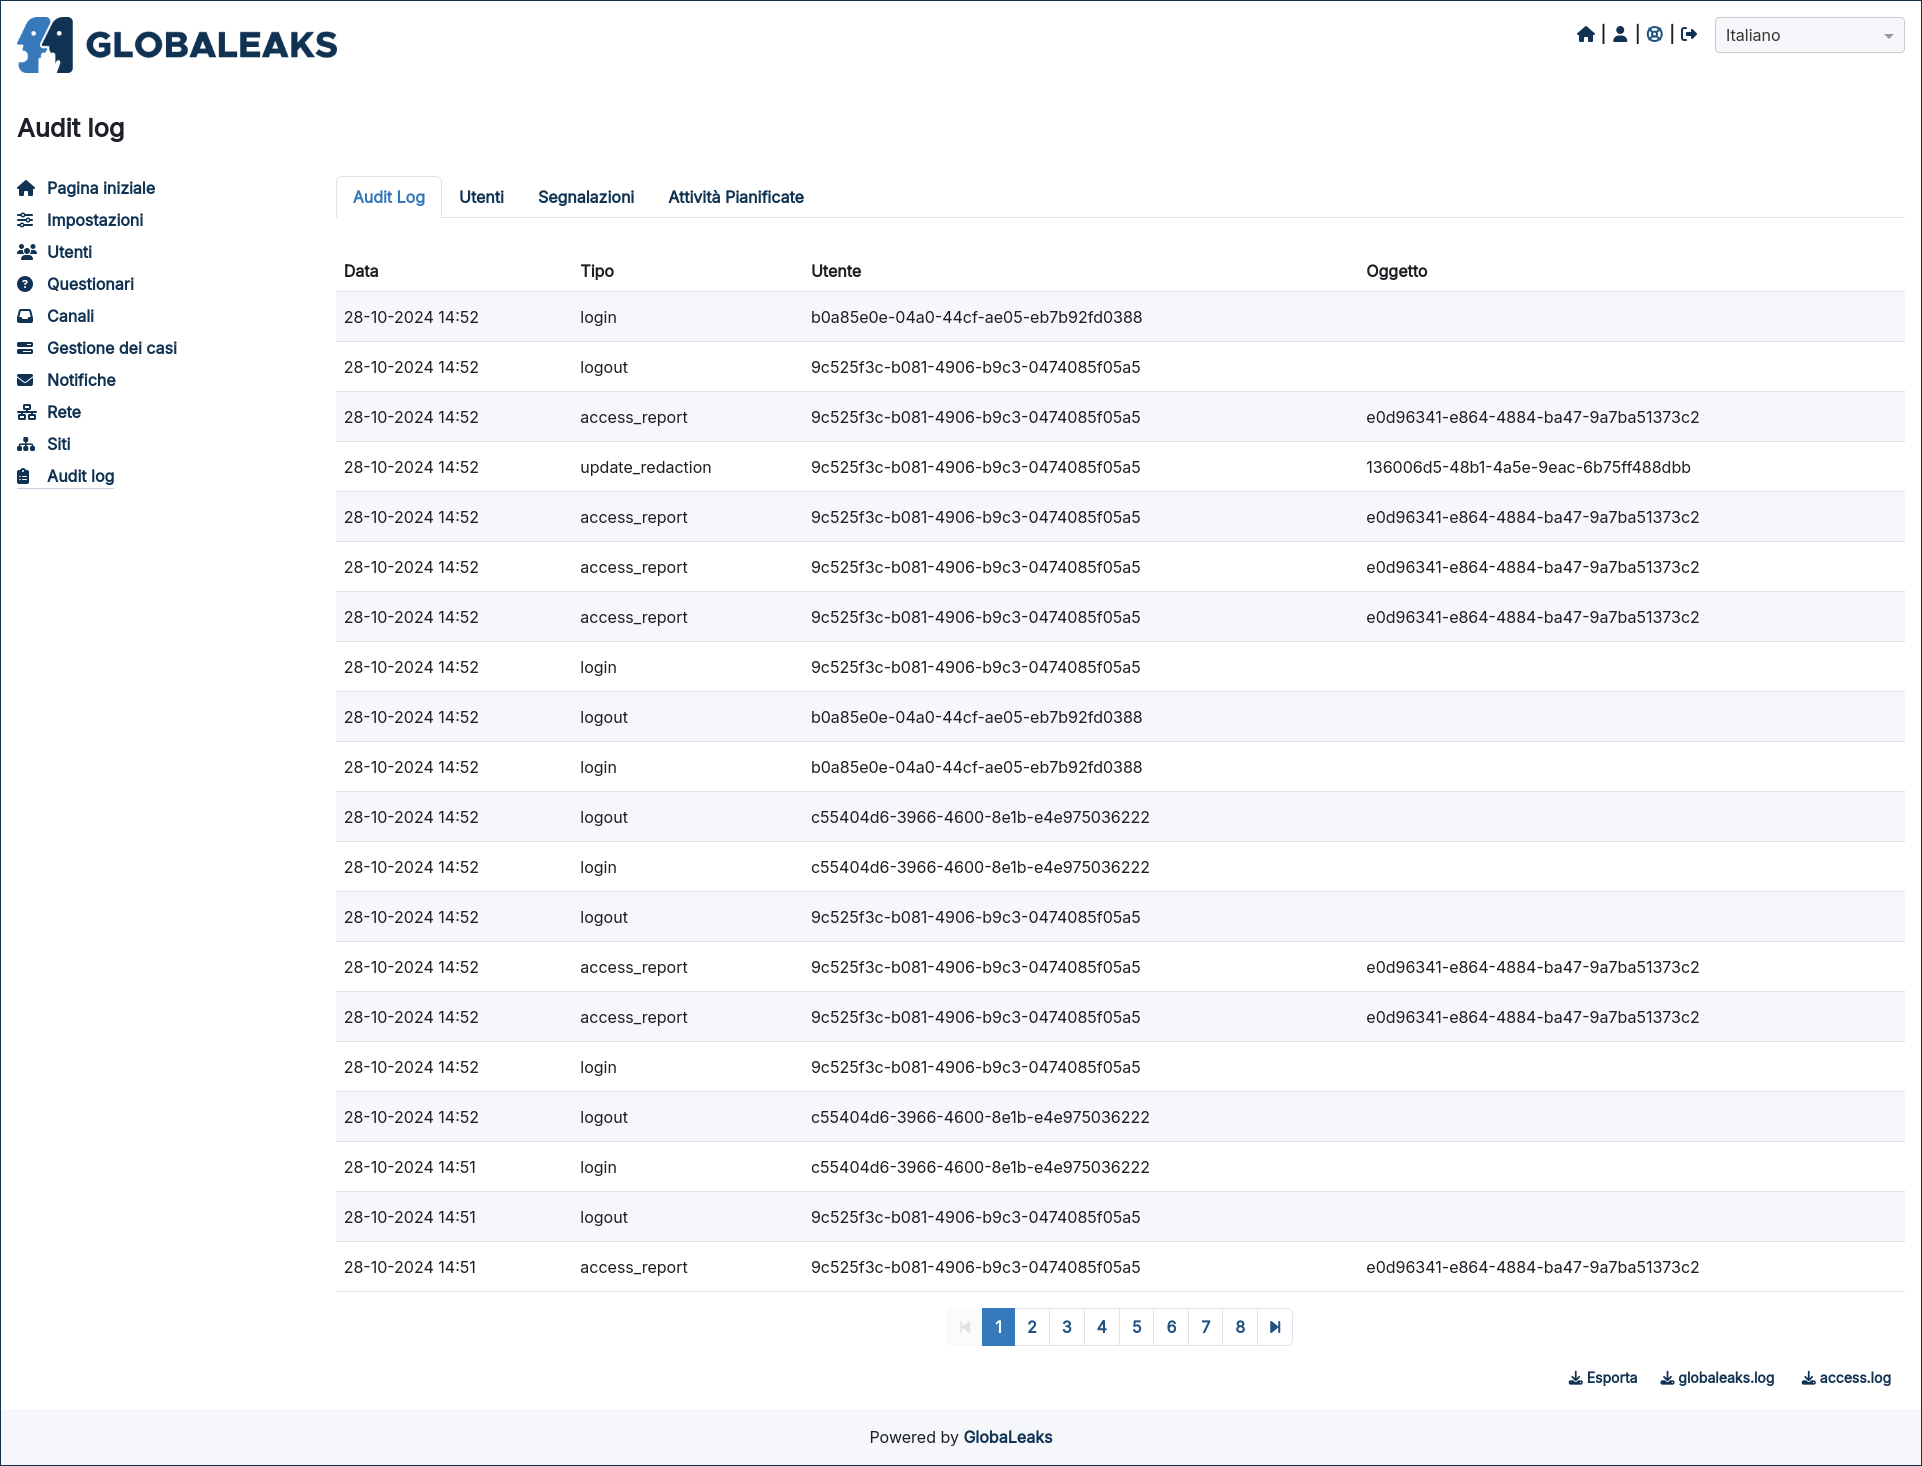 GLOBALEAKS
Italiano
Audit log
Pagina iniziale
Impostazioni
Utenti
Questionari
Canali
Gestione dei casi
Notifiche
Rete
Siti
Audit log
Audit Log Utenti Segnalazioni Attività Pianificate
Data Tipo Utente Oggetto
28-10-2024 14:52 login b0a85e0e-04a0-44cf-ae05-eb7b92fd0388
28-10-2024 14:52 logout 9c525f3c-b081-4906-b9c3-0474085f05a5
28-10-2024 14:52 access_report 9c525f3c-b081-4906-b9c3-0474085f05a5 e0d96341-e864-4884-ba47-9a7ba51373c2
28-10-2024 14:52 update_redaction 9c525f3c-b081-4906-b9c3-0474085f05a5 136006d5-48b1-4a5e-9eac-6b75ff488dbb
28-10-2024 14:52 access_report 9c525f3c-b081-4906-b9c3-0474085f05a5 e0d96341-e864-4884-ba47-9a7ba51373c2
28-10-2024 14:52 access_report 9c525f3c-b081-4906-b9c3-0474085f05a5 e0d96341-e864-4884-ba47-9a7ba51373c2
28-10-2024 14:52 access_report 9c525f3c-b081-4906-b9c3-0474085f05a5 e0d96341-e864-4884-ba47-9a7ba51373c2
28-10-2024 14:52 login 9c525f3c-b081-4906-b9c3-0474085f05a5
28-10-2024 14:52 logout b0a85e0e-04a0-44cf-ae05-eb7b92fd0388
28-10-2024 14:52 login b0a85e0e-04a0-44cf-ae05-eb7b92fd0388
28-10-2024 14:52 logout c55404d6-3966-4600-8e1b-e4e975036222
28-10-2024 14:52 login c55404d6-3966-4600-8e1b-e4e975036222
28-10-2024 14:52 logout 9c525f3c-b081-4906-b9c3-0474085f05a5
28-10-2024 14:52 access_report 9c525f3c-b081-4906-b9c3-0474085f05a5 e0d96341-e864-4884-ba47-9a7ba51373c2
28-10-2024 14:52 access_report 9c525f3c-b081-4906-b9c3-0474085f05a5 e0d96341-e864-4884-ba47-9a7ba51373c2
28-10-2024 14:52 login 9c525f3c-b081-4906-b9c3-0474085f05a5
28-10-2024 14:52 logout c55404d6-3966-4600-8e1b-e4e975036222
28-10-2024 14:51 login c55404d6-3966-4600-8e1b-e4e975036222
28-10-2024 14:51 logout 9c525f3c-b081-4906-b9c3-0474085f05a5
28-10-2024 14:51 access_report 9c525f3c-b081-4906-b9c3-0474085f05a5 e0d96341-e864-4884-ba47-9a7ba51373c2
1 2 3 4 5 6 7 8
Esporta globaleaks.log access.log
Powered by GlobaLeaks